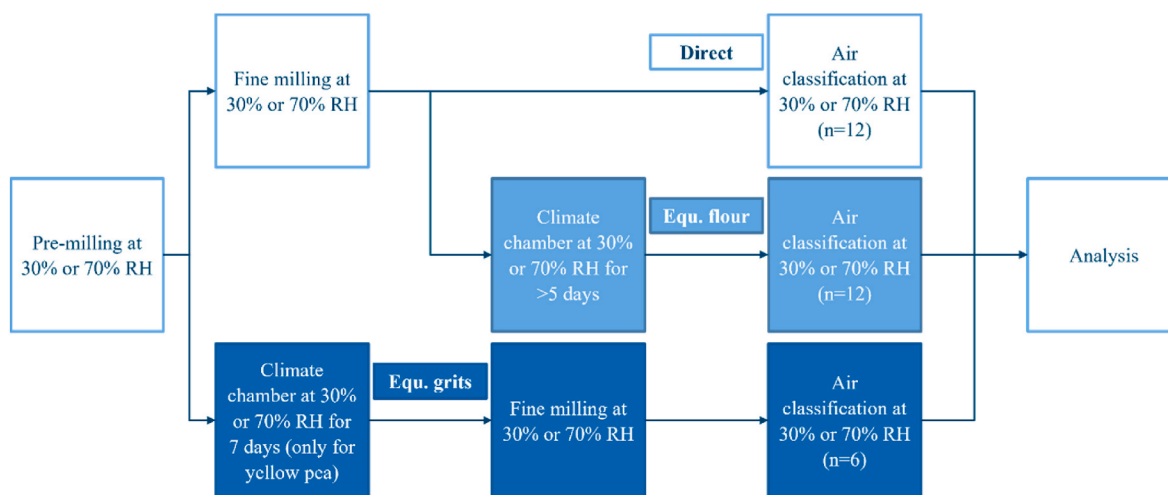 Direct
Fine milling at
30% or 70% RH
Air
classification at
30% or 70% RH
(n=12)
Pre-milling at
30% or 70% RH
Climate
chamber at 30%
or 70% RH for
>5 days
Equ. flour
Air
classification at
30% or 70% RH
(n=12)
Analysis
Climate
chamber at 30%
or 70% RH for
7 days (only for
yellow pea)
Equ. grits
Fine milling at
30% or 70% RH
Air
classification at
30% or 70% RH
(n=6)